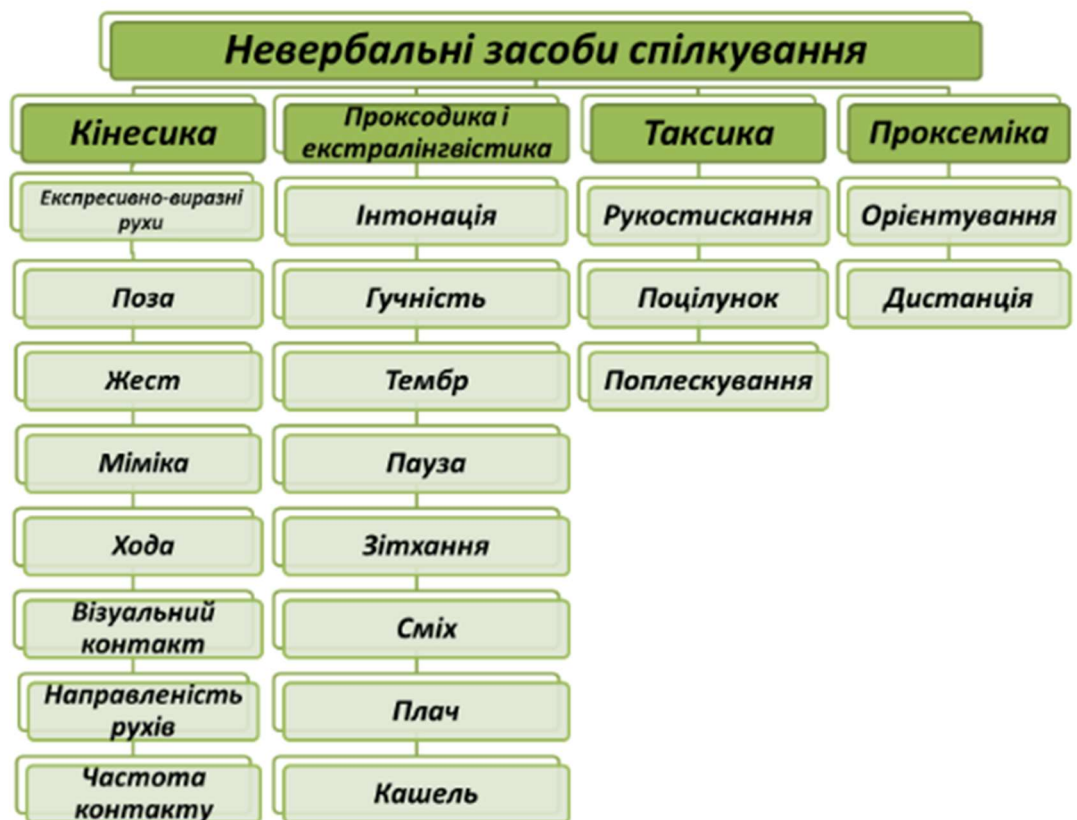 Невербальні засоби спілкування
Кінесика
Експресивно-виразні
рухи
Поза
Жест
Міміка
Хода
Візуальний
контакт
Направленість
рухів
Частота
контакту
Проксодика і
екстралінгвістика
Інтонація
Гучність
Тембр
Пауза
Зітхання
Сміх
Плач
Кашель
Таксика
Рукостискання
Поцілунок
Поплескування
Проксеміка
Орієнтування
Дистанція